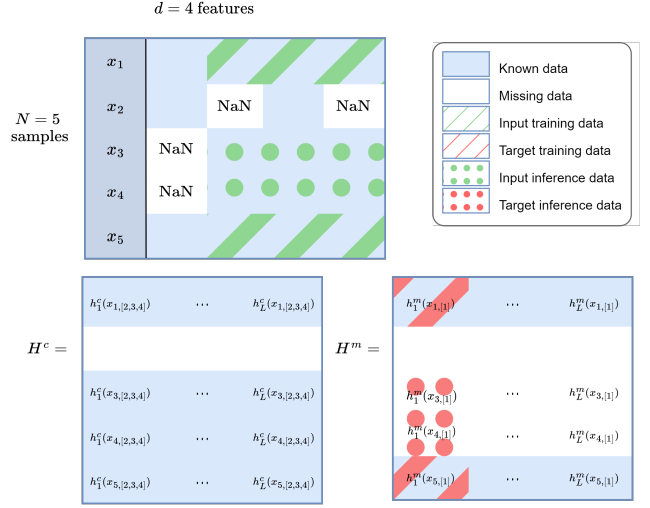 d = 4 features
N = 5
samples
x_1
x_2 NaN NaN
x_3 NaN
x_4 NaN
x_5
Known data
Missing data
Input training data
Target training data
Input inference data
Target inference data
H^c =
h_1^c(x_{1,[2,3,4]}) ⋯ h_L^c(x_{1,[2,3,4]})
h_1^c(x_{3,[2,3,4]}) ⋯ h_L^c(x_{3,[2,3,4]})
h_1^c(x_{4,[2,3,4]}) ⋯ h_L^c(x_{4,[2,3,4]})
h_1^c(x_{5,[2,3,4]}) ⋯ h_L^c(x_{5,[2,3,4]})
H^m =
h_1^m(x_{1,[1]}) ⋯ h_L^m(x_{1,[1]})
h_1^m(x_{3,[1]}) ⋯ h_L^m(x_{3,[1]})
h_1^m(x_{4,[1]}) ⋯ h_L^m(x_{4,[1]})
h_1^m(x_{5,[1]}) ⋯ h_L^m(x_{5,[1]})